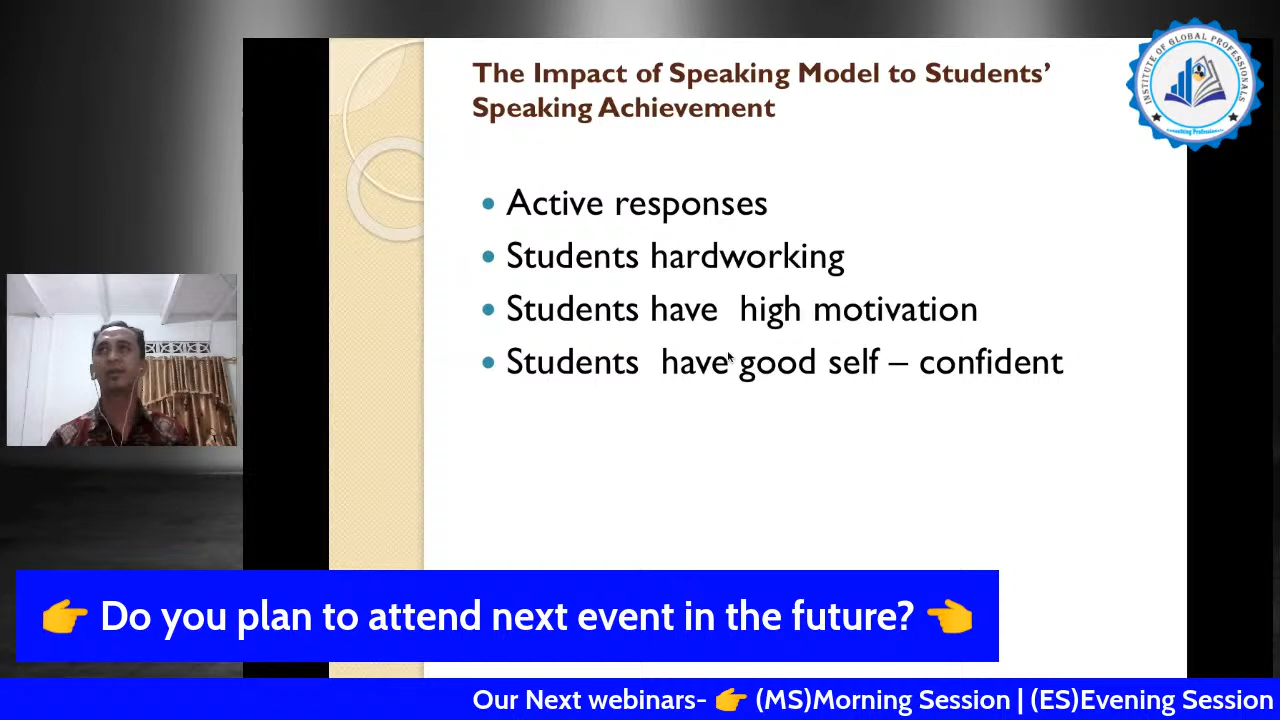 The Impact of Speaking Model to Students’
Speaking Achievement
INSTITUTE OF GLOBAL PROFESSIONALS
Consulting Professionals
• Active responses
• Students hardworking
• Students have high motivation
• Students have good self – confident
👉 Do you plan to attend next event in the future? 👈
Our Next webinars- 👉 (MS)Morning Session | (ES)Evening Session